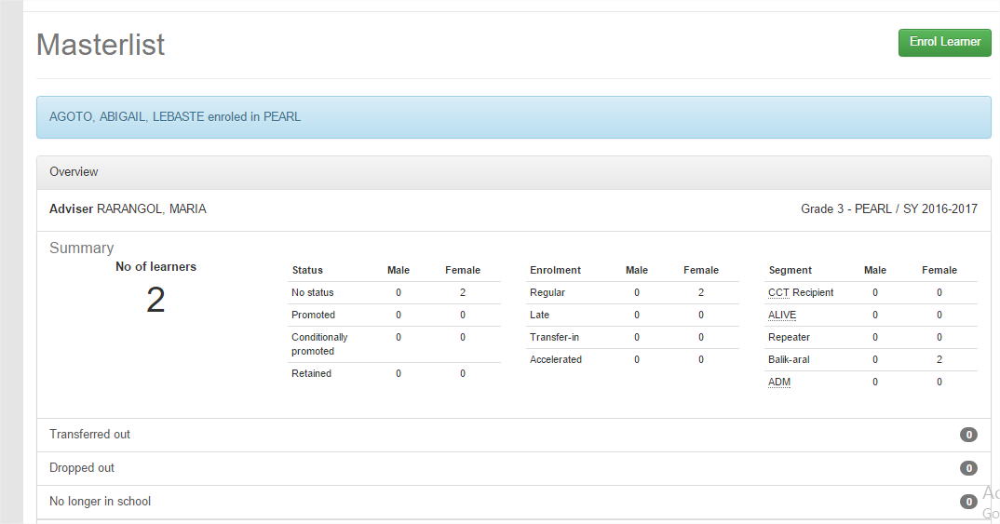 Masterlist
Enrol Learner
AGOTO, ABIGAIL, LEBASTE enroled in PEARL
Overview
Adviser RARANGOL, MARIA
Grade 3 - PEARL / SY 2016-2017
Summary
No of learners
2
Status Male Female
No status 0 2
Promoted 0 0
Conditionally
promoted 0 0
Retained 0 0
Enrolment Male Female
Regular 0 2
Late 0 0
Transfer-in 0 0
Accelerated 0 0
Segment Male Female
CCT Recipient 0 0
ALIVE 0 0
Repeater 0 0
Balik-aral 0 2
ADM 0 0
Transferred out 0
Dropped out 0
No longer in school 0